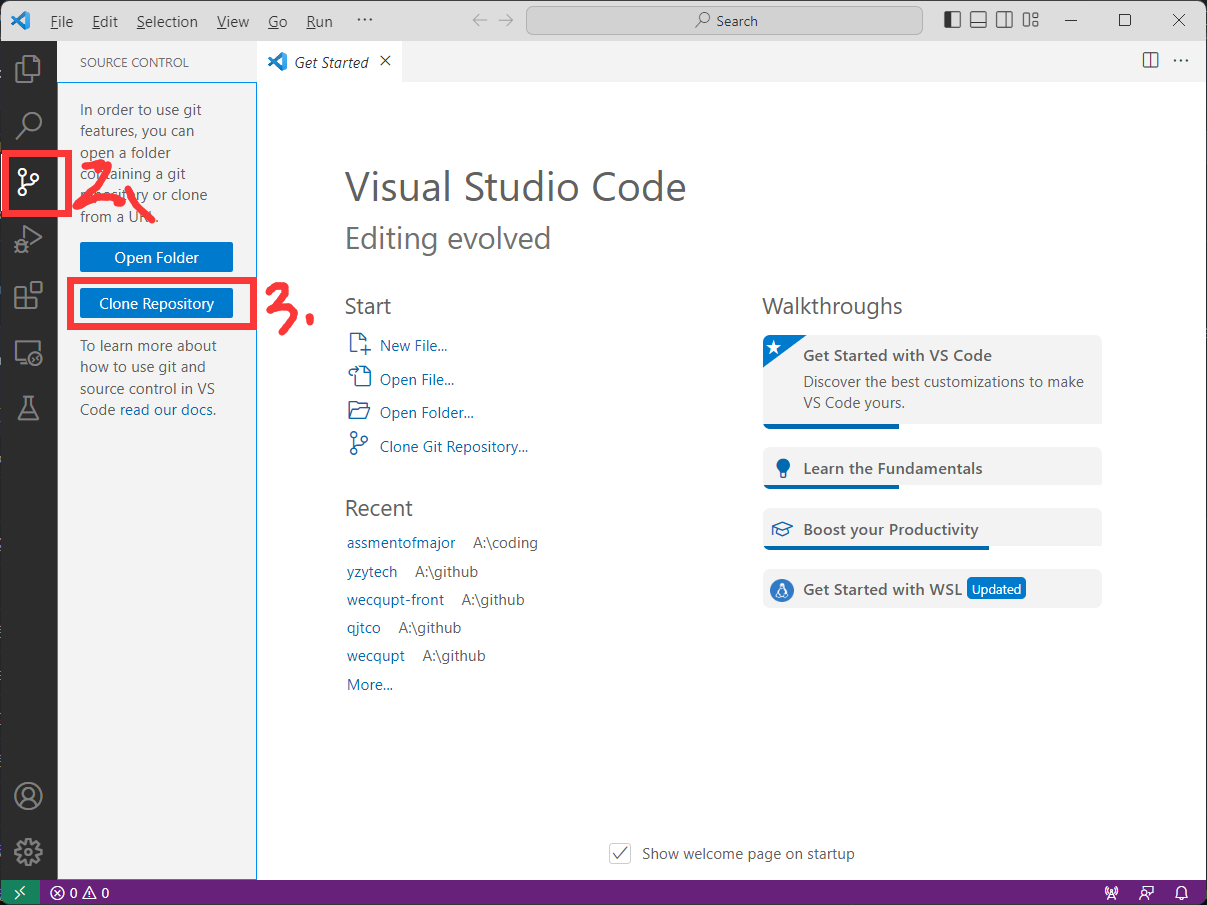 File Edit Selection View Go Run ···
Search
SOURCE CONTROL
Get Started
In order to use git
features, you can
open a folder
containing a git
repository or clone
from a URL.
2.
Open Folder
Clone Repository
3.
To learn more about
how to use git and
source control in VS
Code read our docs.
Visual Studio Code
Editing evolved
Start
New File...
Open File...
Open Folder...
Clone Git Repository...
Recent
assmentofmajor A:\coding
yzytech A:\github
wecqupt-front A:\github
qjtco A:\github
wecqupt A:\github
More...
Walkthroughs
Get Started with VS Code
Discover the best customizations to make
VS Code yours.
Learn the Fundamentals
Boost your Productivity
Get Started with WSL Updated
Show welcome page on startup
0 0